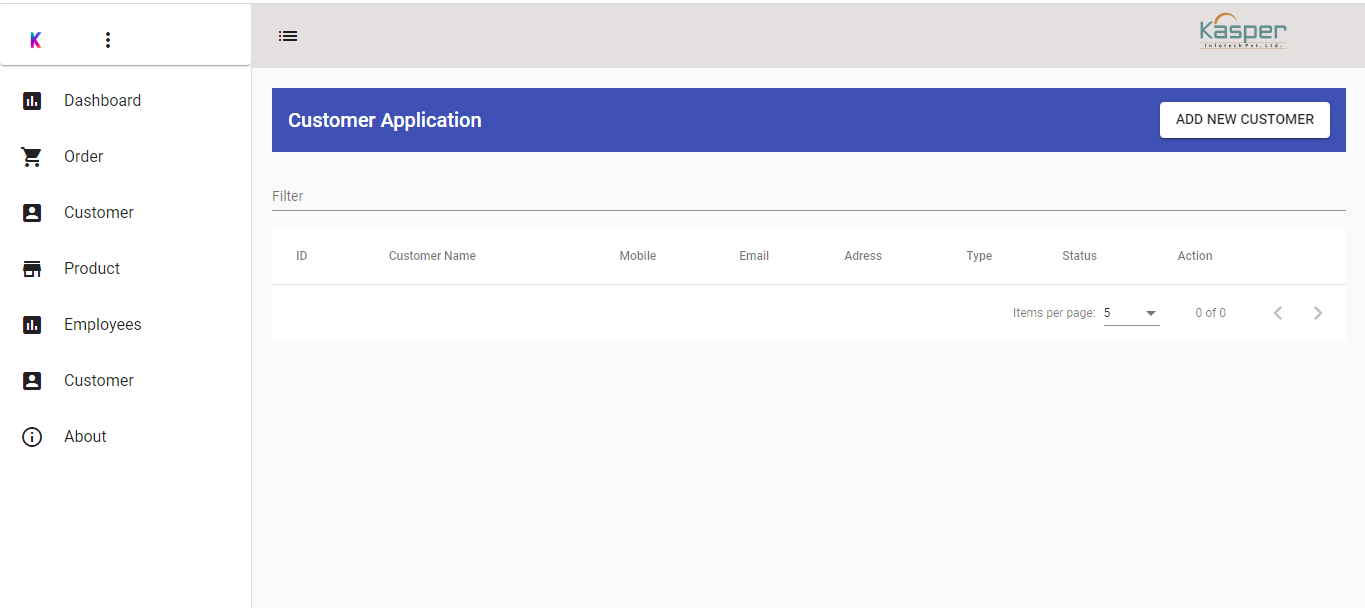 K
Kasper
Infotech Pvt. Ltd.
Dashboard
Order
Customer
Product
Employees
Customer
About
Customer Application
ADD NEW CUSTOMER
Filter
ID Customer Name Mobile Email Adress Type Status Action
Items per page: 5 0 of 0